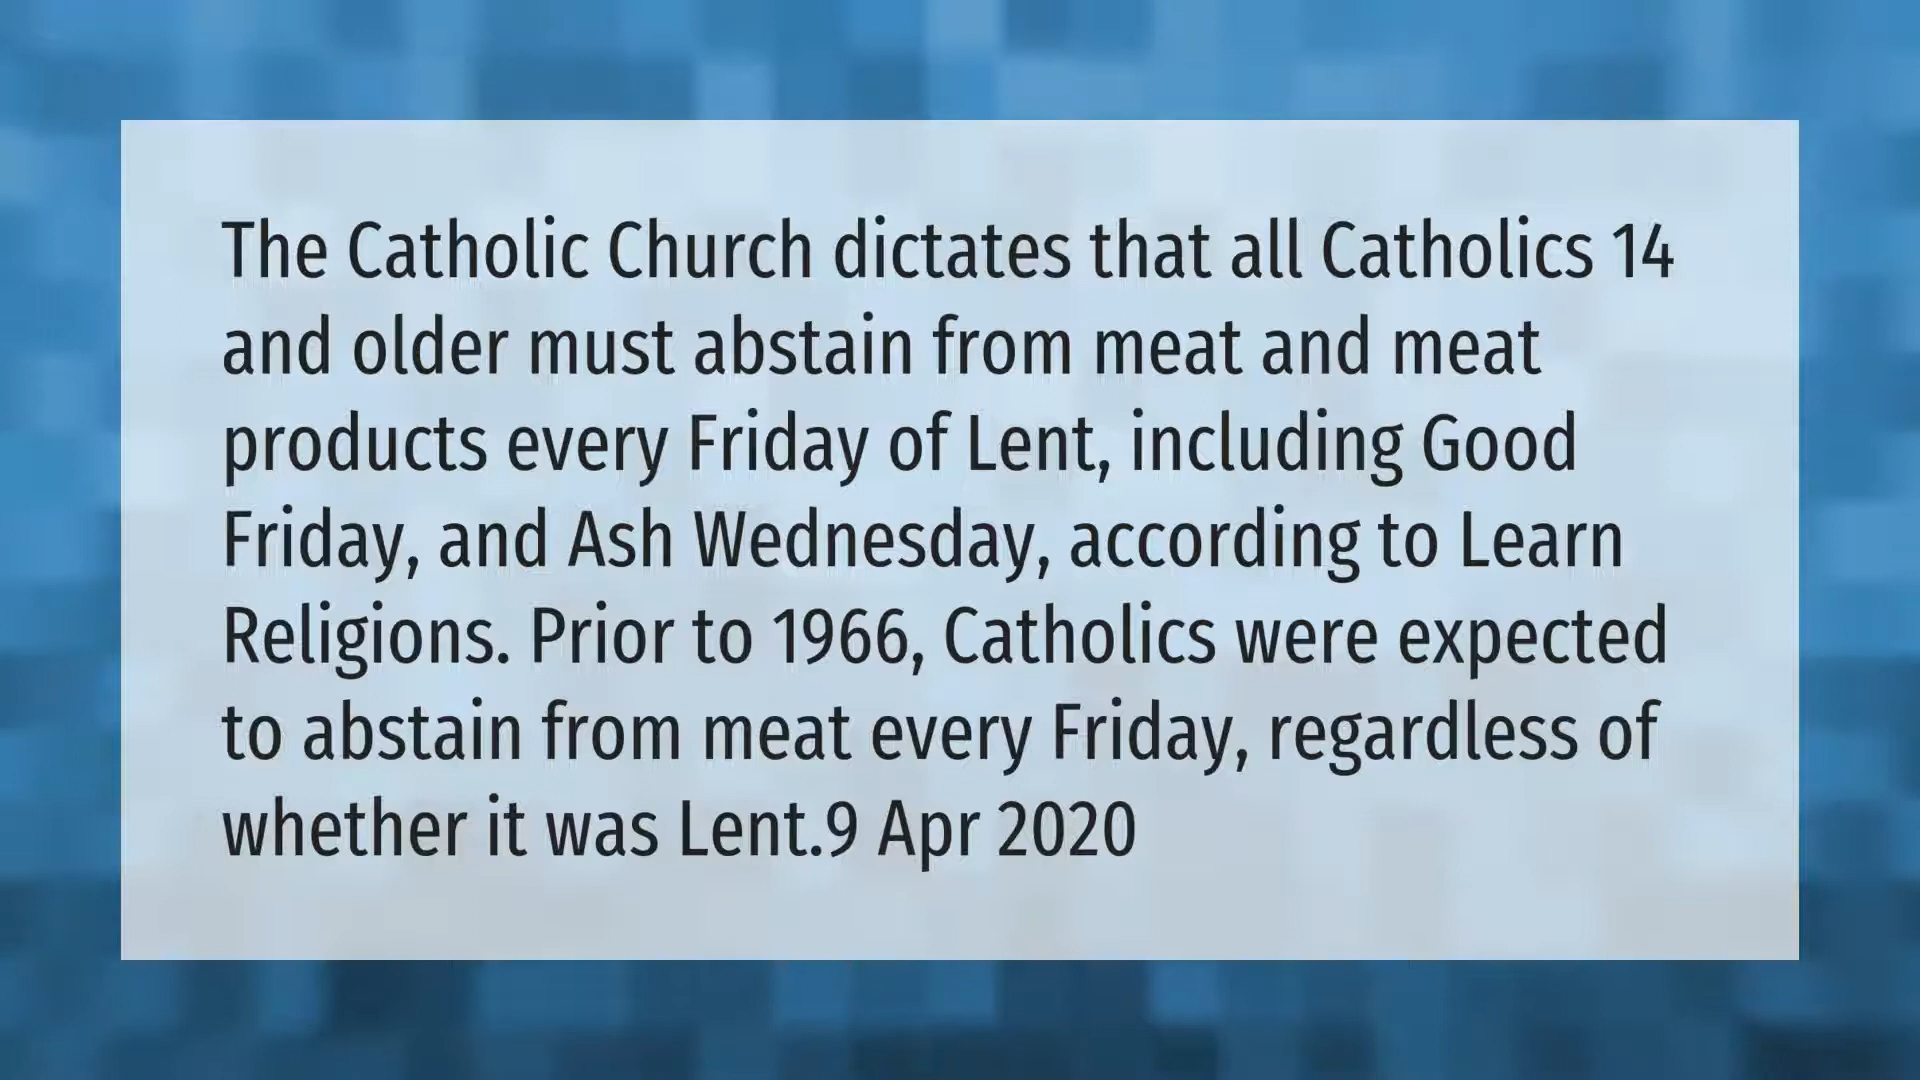 The Catholic Church dictates that all Catholics 14
and older must abstain from meat and meat
products every Friday of Lent, including Good
Friday, and Ash Wednesday, according to Learn
Religions. Prior to 1966, Catholics were expected
to abstain from meat every Friday, regardless of
whether it was Lent.9 Apr 2020